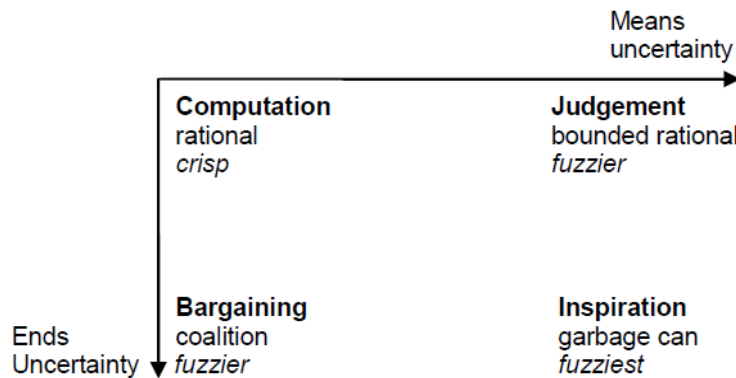 Means
uncertainty
Computation
rational
crisp
Judgement
bounded rational
fuzzier
Bargaining
coalition
fuzzier
Inspiration
garbage can
fuzziest
Ends
Uncertainty